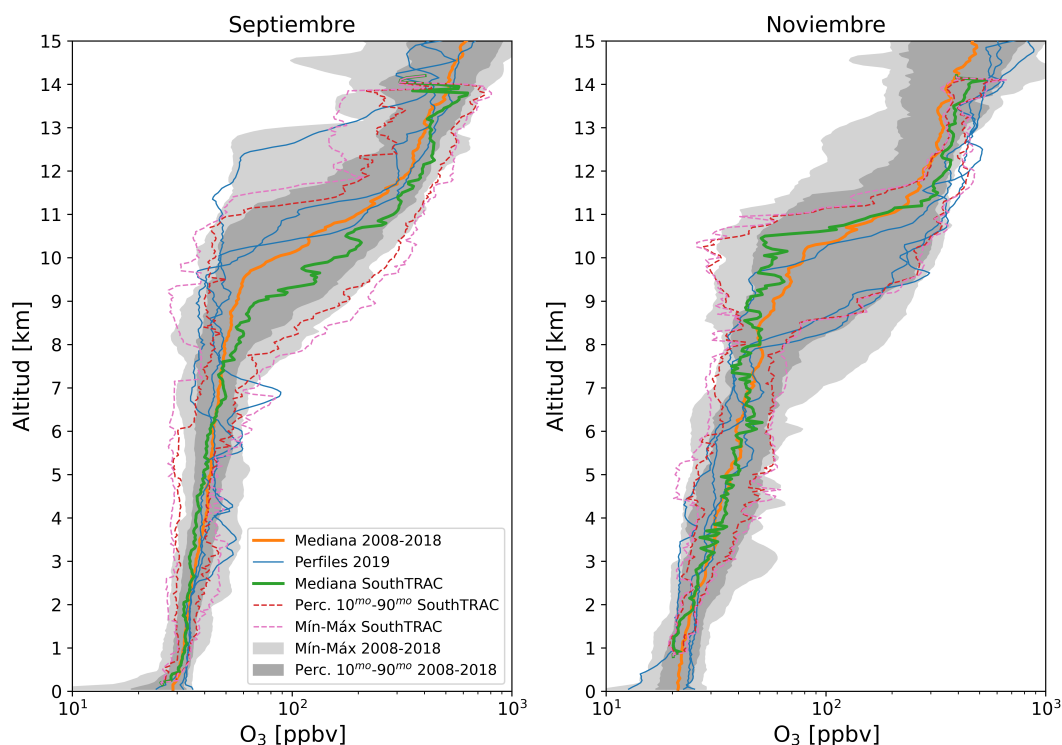 Septiembre
Noviembre
Altitud [km]
15
14
13
12
11
10
9
8
7
6
5
4
3
2
1
0
10¹
10²
10³
O₃ [ppbv]
Mediana 2008-2018
Perfiles 2019
Mediana SouthTRAC
Perc. 10ᵐᵒ-90ᵐᵒ SouthTRAC
Mín-Máx SouthTRAC
Mín-Máx 2008-2018
Perc. 10ᵐᵒ-90ᵐᵒ 2008-2018
Altitud [km]
15
14
13
12
11
10
9
8
7
6
5
4
3
2
1
0
10¹
10²
10³
O₃ [ppbv]